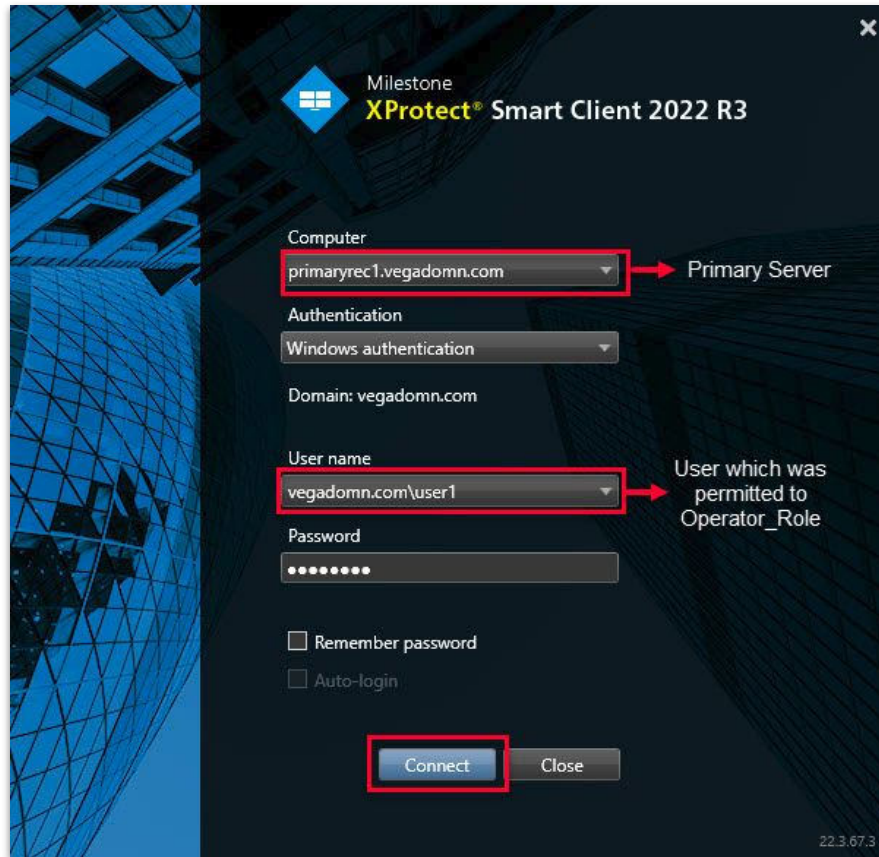 Milestone
XProtect® Smart Client 2022 R3
Computer
primaryrec1.vegadomn.com
Primary Server
Authentication
Windows authentication
Domain: vegadomn.com
User name
vegadomn.com\user1
User which was
permitted to
Operator_Role
Password
Remember password
Auto-login
Connect
Close
22.3.67.3